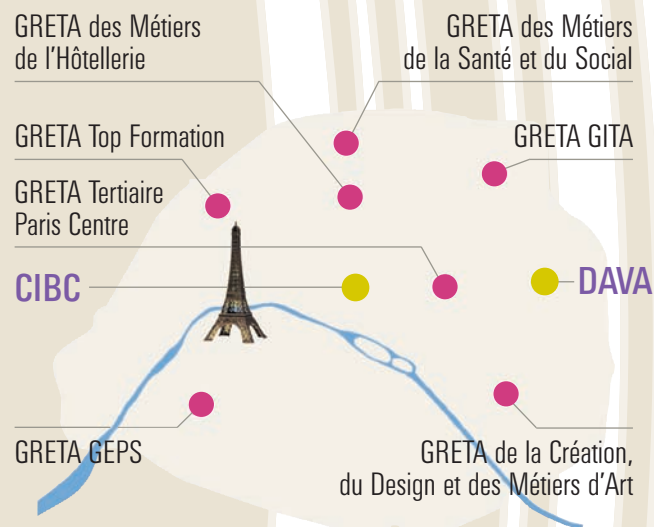 GRETA des Métiers
de l'Hôtellerie
GRETA des Métiers
de la Santé et du Social
GRETA Top Formation
GRETA GITA
GRETA Tertiaire
Paris Centre
CIBC
DAVA
GRETA GEPS
GRETA de la Création,
du Design et des Métiers d'Art